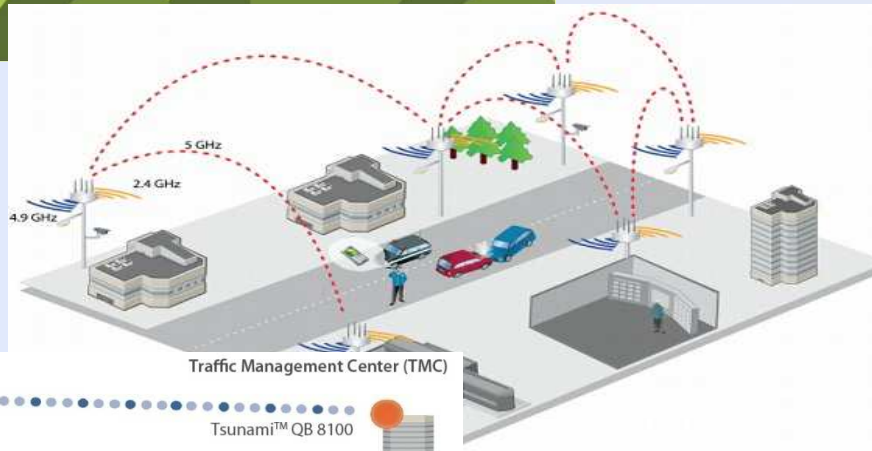 5 GHz
2.4 GHz
4.9 GHz
Traffic Management Center (TMC)
Tsunami™ QB 8100